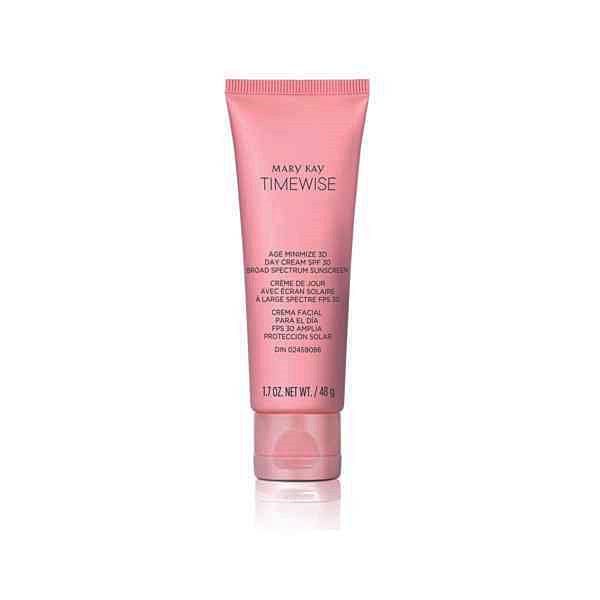 MARY KAY
TIMEWISE
AGE MINIMIZE 3D
DAY CREAM SPF 30
BROAD SPECTRUM SUNSCREEN
CRÈME DE JOUR
AVEC ÉCRAN SOLAIRE
À LARGE SPECTRE FPS 30
CREMA FACIAL
PARA EL DÍA
FPS 30 AMPLIA
PROTECCIÓN SOLAR
DIN 02459086
1.7 OZ. NET WT. / 48 g